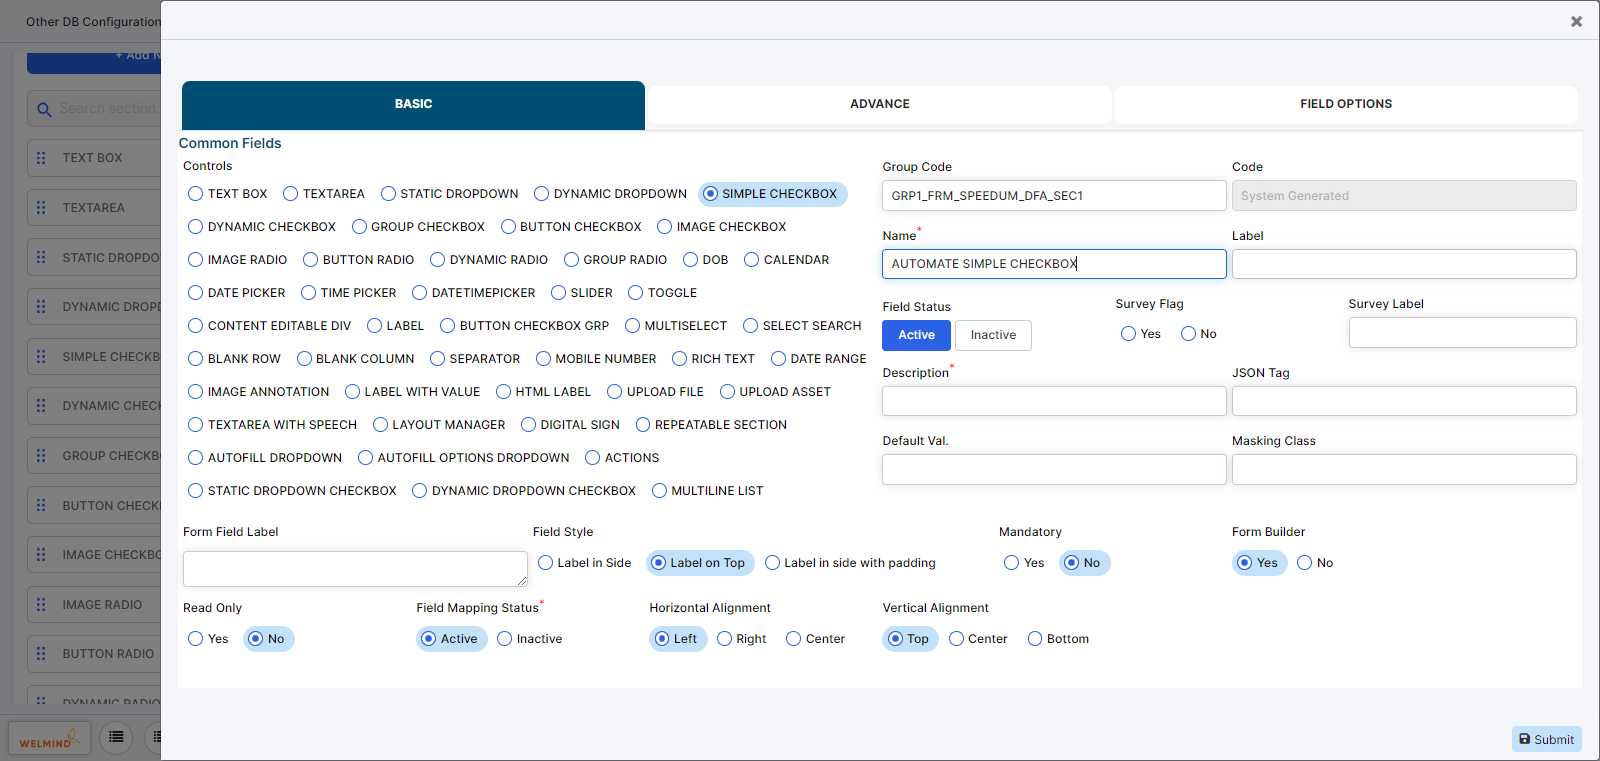 Other DB Configuration
+ Add N
Search section
TEXT BOX
TEXTAREA
STATIC DROPDO
DYNAMIC DROPD
SIMPLE CHECKB
DYNAMIC CHECK
GROUP CHECKB
BUTTON CHECK
IMAGE CHECKBO
IMAGE RADIO
BUTTON RADIO
DYNAMIC RADIO
WELMIND
BASIC
ADVANCE
FIELD OPTIONS
Common Fields
Controls
TEXT BOX TEXTAREA STATIC DROPDOWN DYNAMIC DROPDOWN SIMPLE CHECKBOX
DYNAMIC CHECKBOX GROUP CHECKBOX BUTTON CHECKBOX IMAGE CHECKBOX
IMAGE RADIO BUTTON RADIO DYNAMIC RADIO GROUP RADIO DOB CALENDAR
DATE PICKER TIME PICKER DATETIMEPICKER SLIDER TOGGLE
CONTENT EDITABLE DIV LABEL BUTTON CHECKBOX GRP MULTISELECT SELECT SEARCH
BLANK ROW BLANK COLUMN SEPARATOR MOBILE NUMBER RICH TEXT DATE RANGE
IMAGE ANNOTATION LABEL WITH VALUE HTML LABEL UPLOAD FILE UPLOAD ASSET
TEXTAREA WITH SPEECH LAYOUT MANAGER DIGITAL SIGN REPEATABLE SECTION
AUTOFILL DROPDOWN AUTOFILL OPTIONS DROPDOWN ACTIONS
STATIC DROPDOWN CHECKBOX DYNAMIC DROPDOWN CHECKBOX MULTILINE LIST
Group Code Code
GRP1_FRM_SPEEDUM_DFA_SEC1 System Generated
Name* Label
AUTOMATE SIMPLE CHECKBOX
Field Status Survey Flag Survey Label
Active Inactive Yes No
Description* JSON Tag
Default Val. Masking Class
Form Field Label Field Style Mandatory Form Builder
Label in Side Label on Top Label in side with padding Yes No Yes No
Read Only Field Mapping Status* Horizontal Alignment Vertical Alignment
Yes No Active Inactive Left Right Center Top Center Bottom
Submit